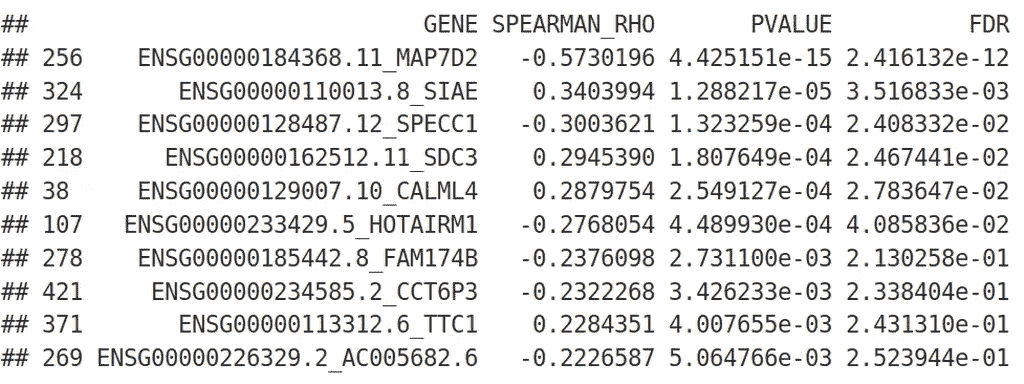 ## GENE SPEARMAN_RHO PVALUE FDR
## 256 ENSG00000184368.11_MAP7D2 -0.5730196 4.425151e-15 2.416132e-12
## 324 ENSG00000110013.8_SIAE 0.3403994 1.288217e-05 3.516833e-03
## 297 ENSG00000128487.12_SPECC1 -0.3003621 1.323259e-04 2.408332e-02
## 218 ENSG00000162512.11_SDC3 0.2945390 1.807649e-04 2.467441e-02
## 38 ENSG00000129007.10_CALML4 0.2879754 2.549127e-04 2.783647e-02
## 107 ENSG00000233429.5_HOTAIRM1 -0.2768054 4.489930e-04 4.085836e-02
## 278 ENSG00000185442.8_FAM174B -0.2376098 2.731100e-03 2.130258e-01
## 421 ENSG00000234585.2_CCT6P3 -0.2322268 3.426233e-03 2.338404e-01
## 371 ENSG00000113312.6_TTC1 0.2284351 4.007655e-03 2.431310e-01
## 269 ENSG00000226329.2_AC005682.6 -0.2226587 5.064766e-03 2.523944e-01